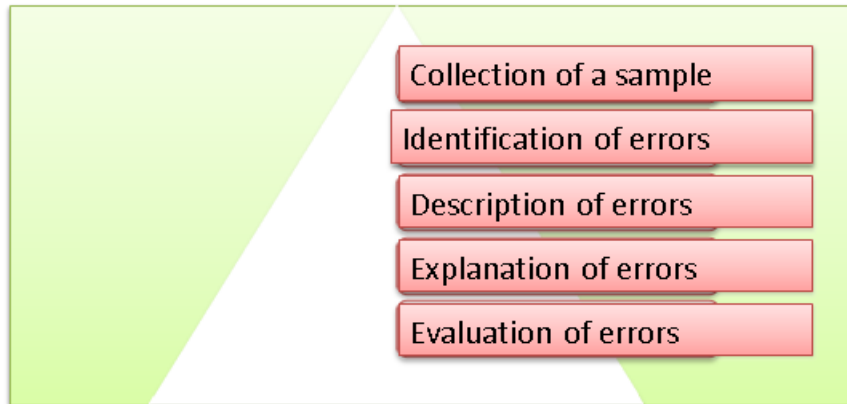 Collection of a sample
Identification of errors
Description of errors
Explanation of errors
Evaluation of errors